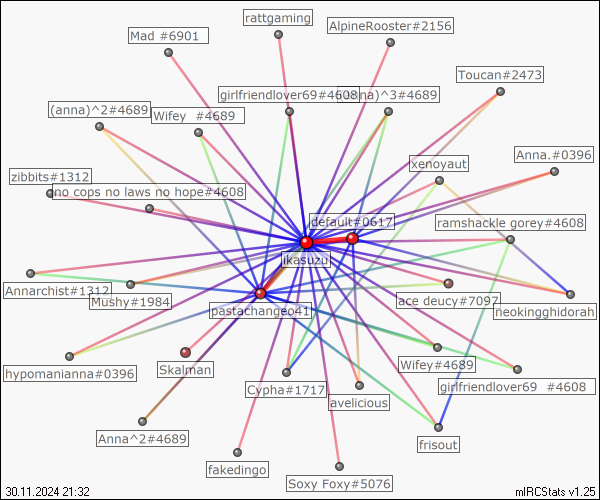 rattgaming
AlpineRooster#2156
Mad #6901
Toucan#2473
girlfriendlover69#4608
na)^3#4689
(anna)^2#4689
Wifey  #4689
xenoyaut
Anna.#0396
zibbits#1312
no cops no laws no hope#4608
default#0617
ramshackle gorey#4608
ikasuzu
Annarchist#1312
Mushy#1984
lace deucy#7097
neokingghidorah
pastachangeo41
hypomanianna#0396
Skalman
Wifey#4689
Cypha#1717
girlfriendlover69  #4608
avelicious
Anna^2#4689
frisout
fakedingo
Soxy Foxy#5076
30.11.2024 21:32
mIRCStats v1.25